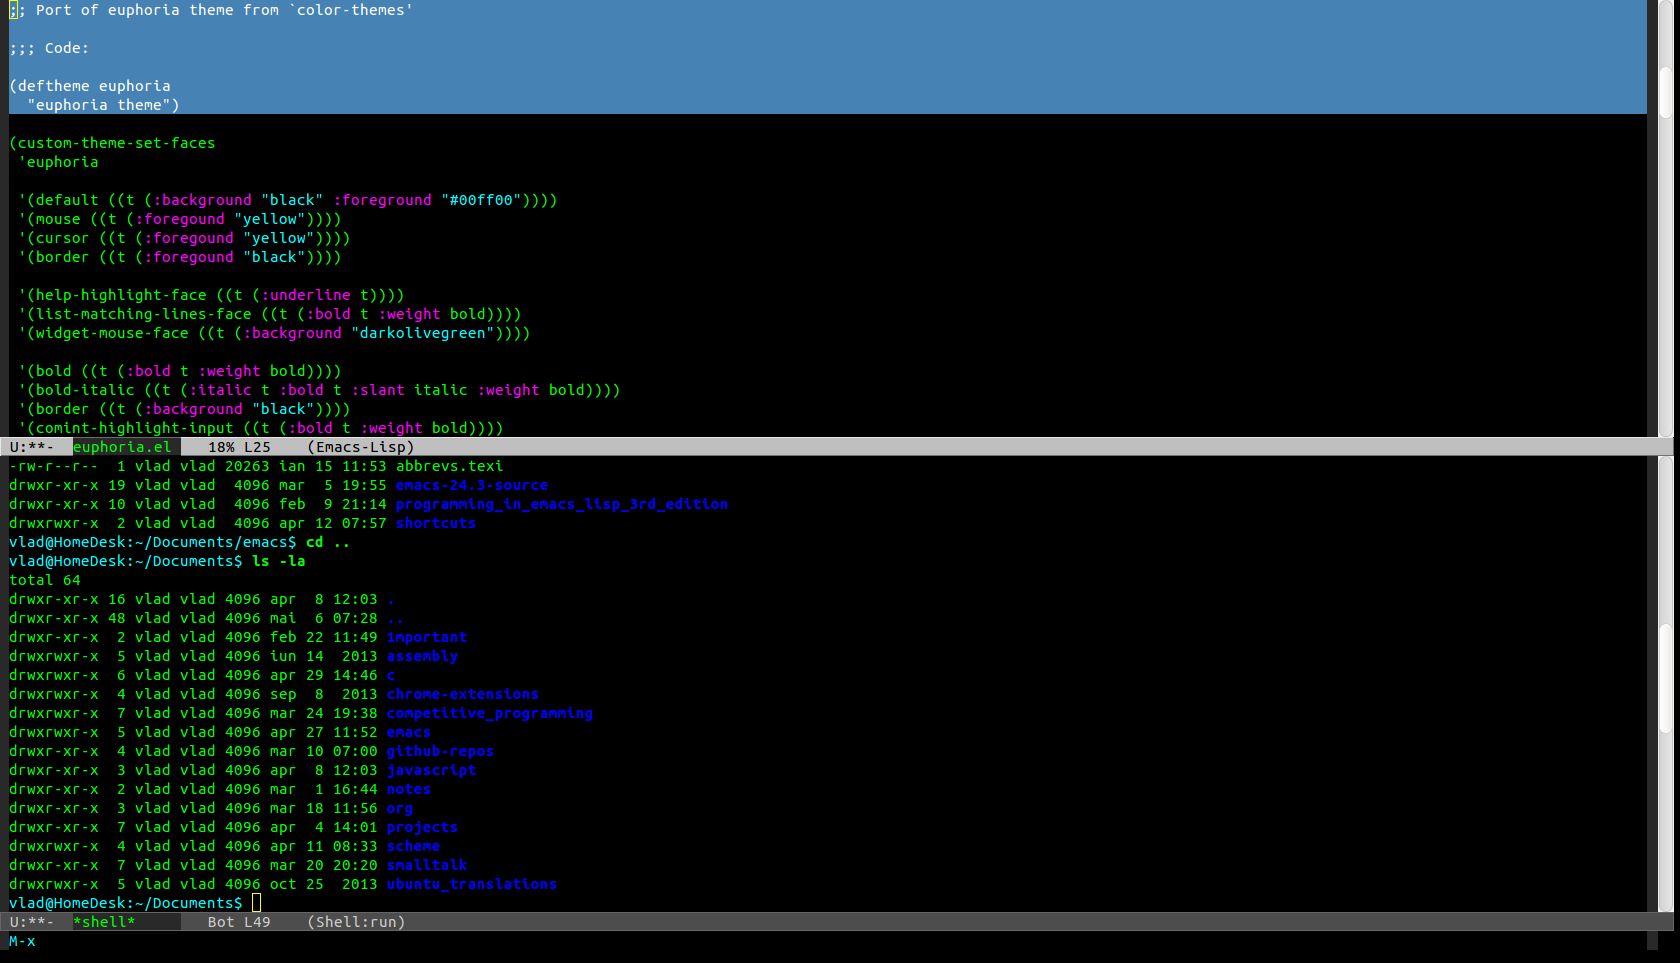 ;; Port of euphoria theme from `color-themes'
;;; Code:
(deftheme euphoria
  "euphoria theme")
(custom-theme-set-faces
 'euphoria
 '(default ((t (:background "black" :foreground "#00ff00"))))
 '(mouse ((t (:foregound "yellow"))))
 '(cursor ((t (:foregound "yellow"))))
 '(border ((t (:foregound "black"))))
 '(help-highlight-face ((t (:underline t))))
 '(list-matching-lines-face ((t (:bold t :weight bold))))
 '(widget-mouse-face ((t (:background "darkolivegreen"))))
 '(bold ((t (:bold t :weight bold))))
 '(bold-italic ((t (:italic t :bold t :slant italic :weight bold))))
 '(border ((t (:background "black"))))
 '(comint-highlight-input ((t (:bold t :weight bold))))
U:**-  euphoria.el    18% L25    (Emacs-Lisp)
-rw-r--r--  1 vlad vlad 20263 ian 15 11:53 abbrevs.texi
drwxr-xr-x 19 vlad vlad  4096 mar  5 19:55 emacs-24.3-source
drwxr-xr-x 10 vlad vlad  4096 feb  9 21:14 programming_in_emacs_lisp_3rd_edition
drwxrwxr-x  2 vlad vlad  4096 apr 12 07:57 shortcuts
vlad@HomeDesk:~/Documents/emacs$ cd ..
vlad@HomeDesk:~/Documents$ ls -la
total 64
drwxr-xr-x 16 vlad vlad 4096 apr  8 12:03 .
drwxr-xr-x 48 vlad vlad 4096 mai  6 07:28 ..
drwxr-xr-x  2 vlad vlad 4096 feb 22 11:49 1mportant
drwxrwxr-x  5 vlad vlad 4096 iun 14  2013 assembly
drwxrwxr-x  6 vlad vlad 4096 apr 29 14:46 c
drwxrwxr-x  4 vlad vlad 4096 sep  8  2013 chrome-extensions
drwxrwxr-x  7 vlad vlad 4096 mar 24 19:38 competitive_programming
drwxrwxr-x  5 vlad vlad 4096 apr 27 11:52 emacs
drwxr-xr-x  4 vlad vlad 4096 mar 10 07:00 github-repos
drwxr-xr-x  3 vlad vlad 4096 apr  8 12:03 javascript
drwxr-xr-x  2 vlad vlad 4096 mar  1 16:44 notes
drwxr-xr-x  3 vlad vlad 4096 mar 18 11:56 org
drwxr-xr-x  7 vlad vlad 4096 apr  4 14:01 projects
drwxrwxr-x  4 vlad vlad 4096 apr 11 08:33 scheme
drwxr-xr-x  7 vlad vlad 4096 mar 20 20:20 smalltalk
drwxrwxr-x  5 vlad vlad 4096 oct 25  2013 ubuntu_translations
vlad@HomeDesk:~/Documents$
U:**-  *shell*        Bot L49    (Shell:run)
M-x